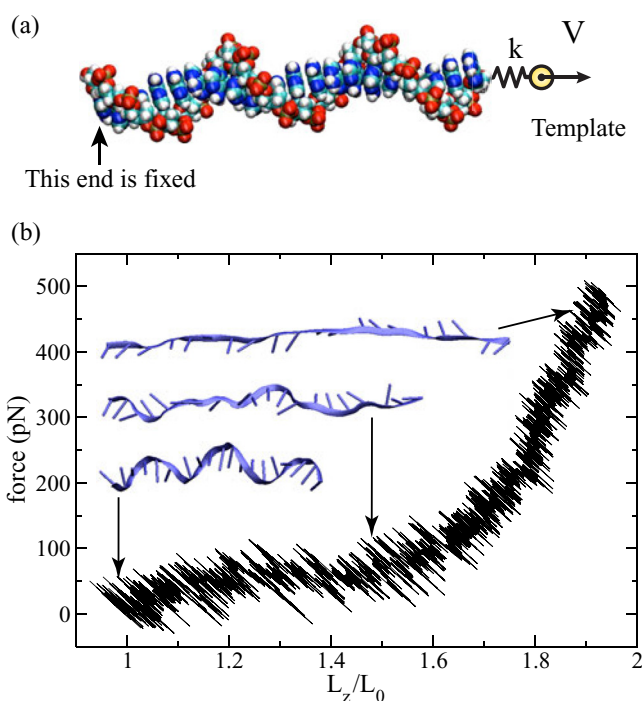 (a)
V
k
Template
This end is fixed
(b)
500
400
300
200
100
0
force (pN)
1
1.2
1.4
1.6
1.8
2
L_z/L_0